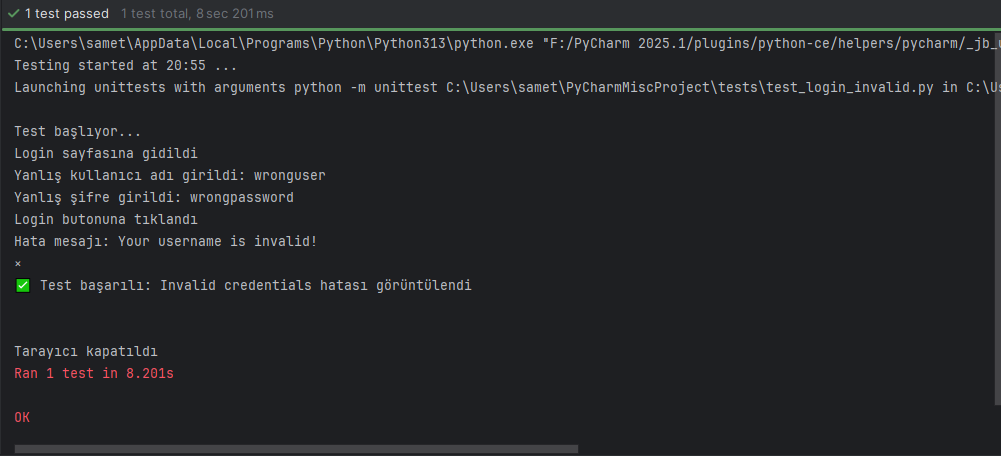 1 test passed 1 test total, 8 sec 201 ms
C:\Users\samet\AppData\Local\Programs\Python\Python313\python.exe "F:/PyCharm 2025.1/plugins/python-ce/helpers/pycharm/_jb_
Testing started at 20:55 ...
Launching unittests with arguments python -m unittest C:\Users\samet\PyCharmMiscProject\tests\test_login_invalid.py in C:\Us
Test başlıyor...
Login sayfasına gidildi
Yanlış kullanıcı adı girildi: wronguser
Yanlış şifre girildi: wrongpassword
Login butonuna tıklandı
Hata mesajı: Your username is invalid!
×
✅ Test başarılı: Invalid credentials hatası görüntülendi
Tarayıcı kapatıldı
Ran 1 test in 8.201s
OK